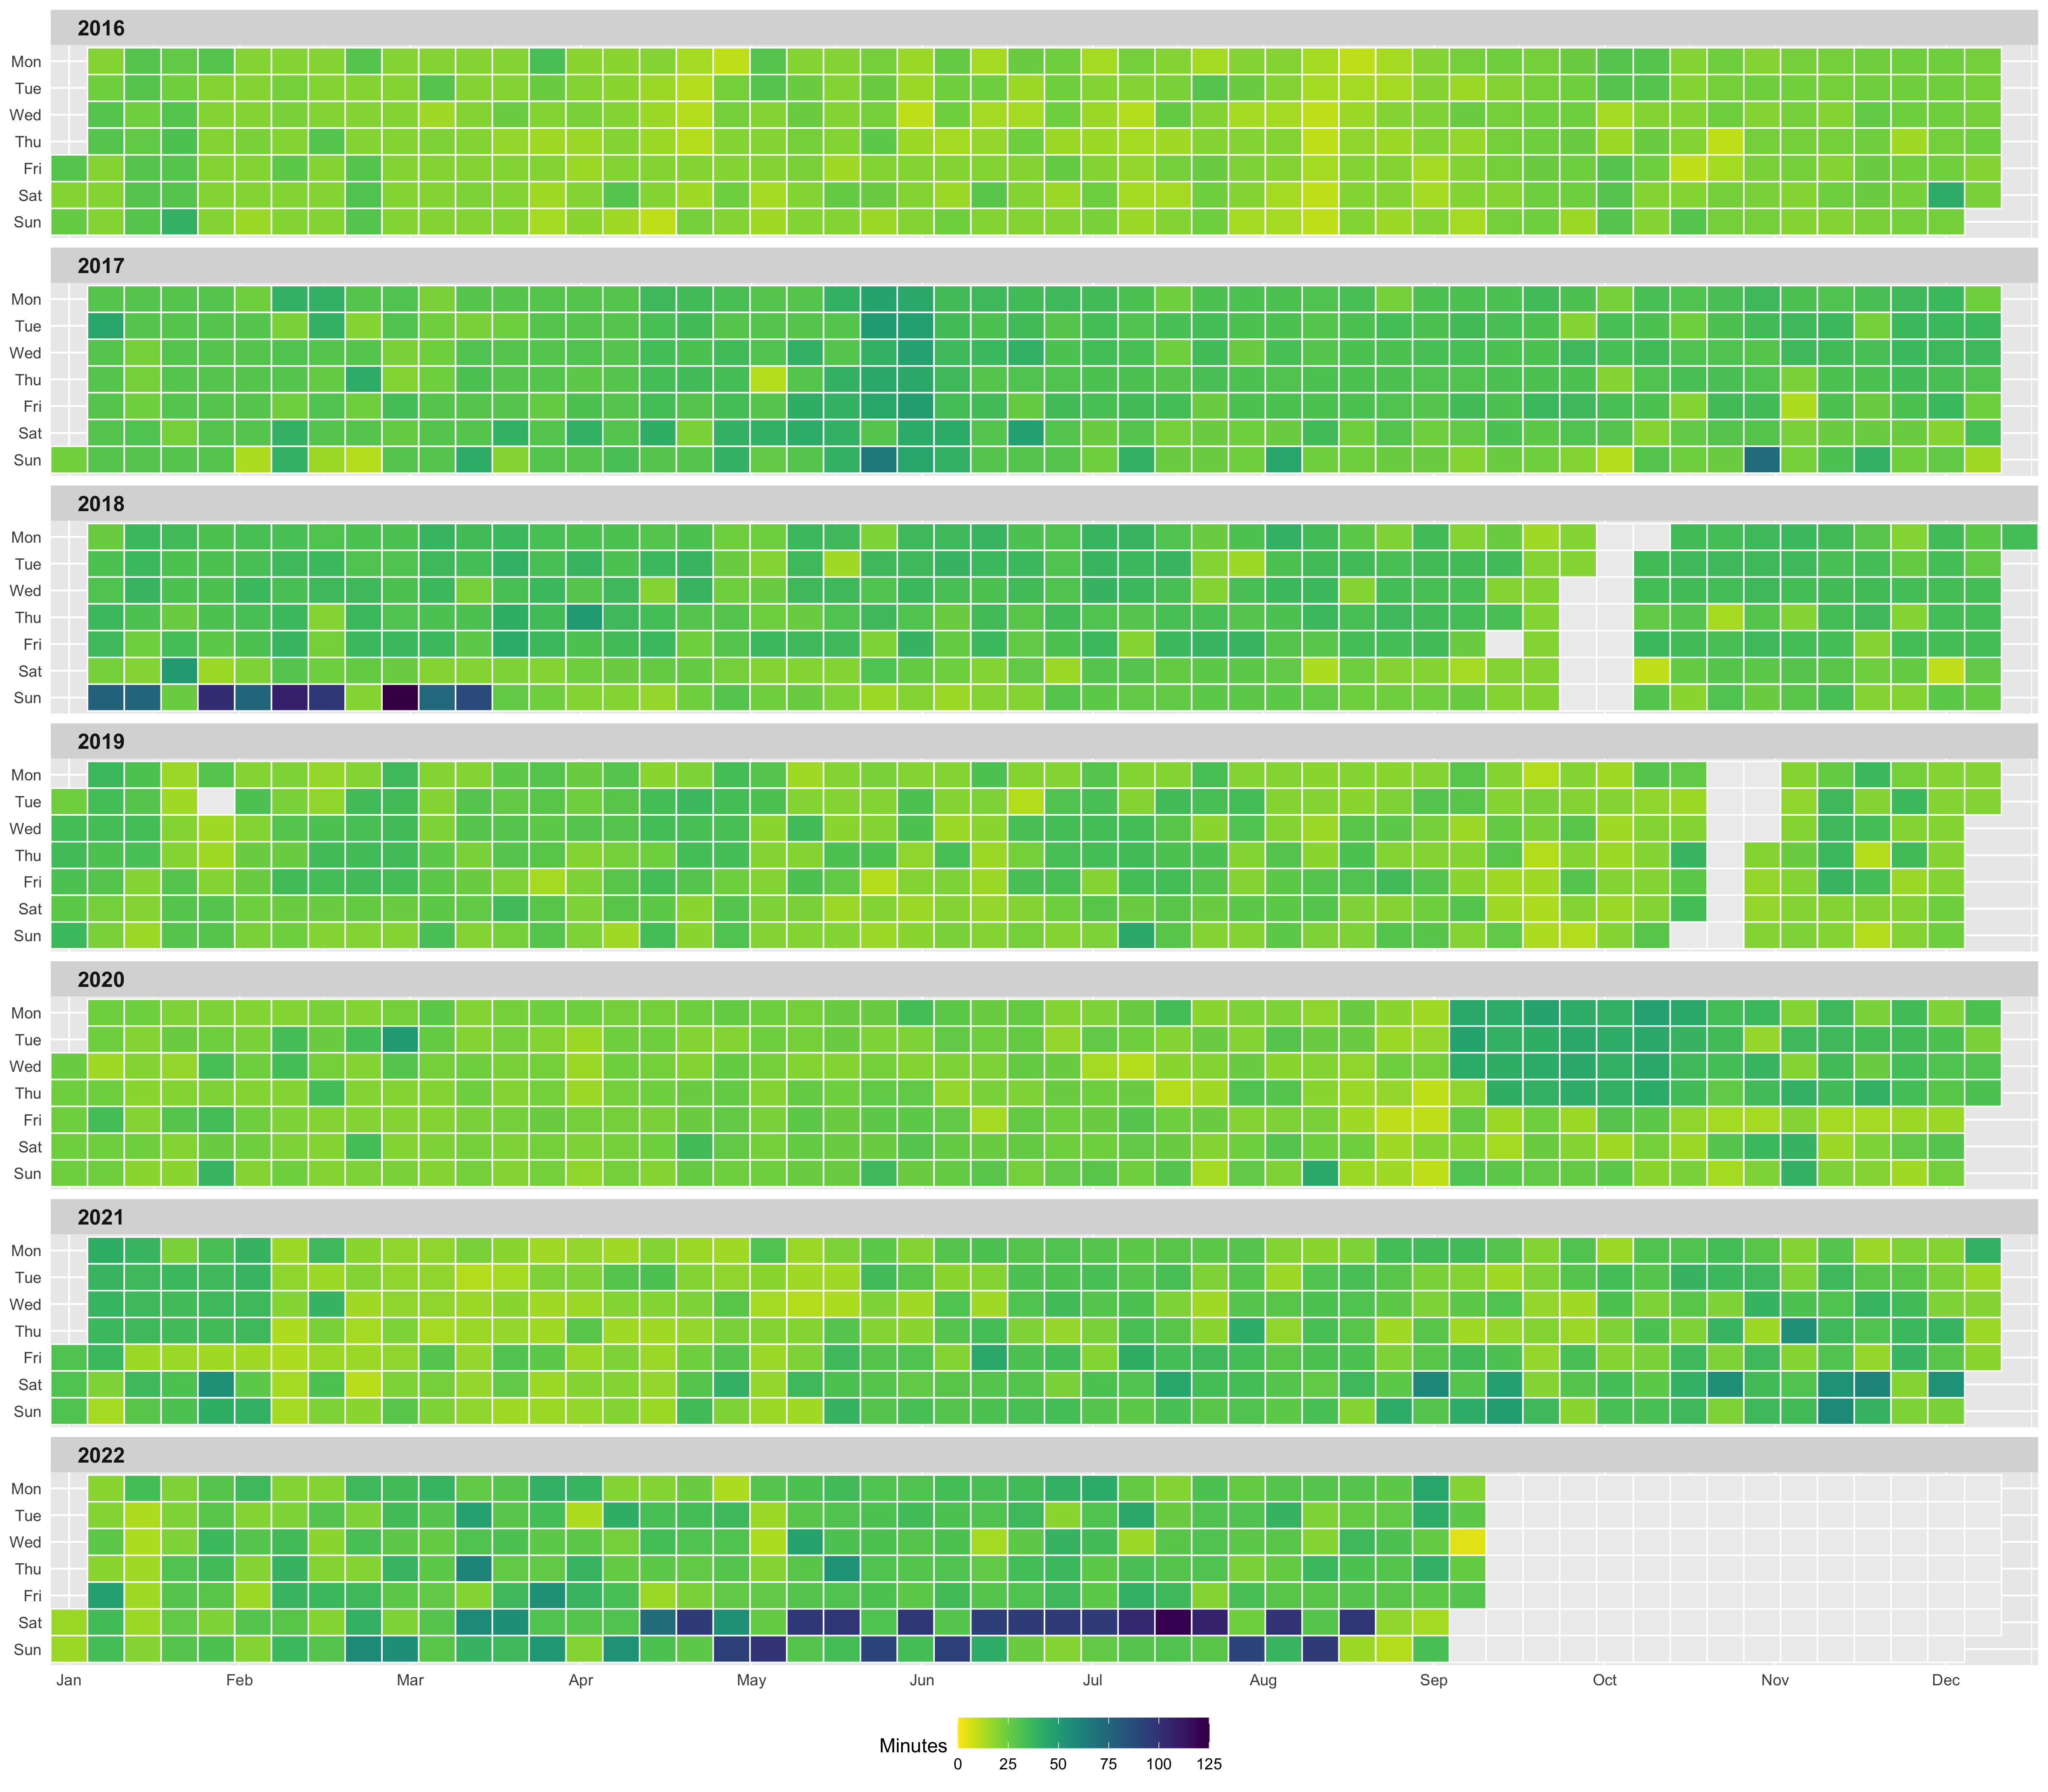 2016
Mon
Tue
Wed
Thu
Fri
Sat
Sun
2017
Mon
Tue
Wed
Thu
Fri
Sat
Sun
2018
Mon
Tue
Wed
Thu
Fri
Sat
Sun
2019
Mon
Tue
Wed
Thu
Fri
Sat
Sun
2020
Mon
Tue
Wed
Thu
Fri
Sat
Sun
2021
Mon
Tue
Wed
Thu
Fri
Sat
Sun
2022
Mon
Tue
Wed
Thu
Fri
Sat
Sun
Jan Feb Mar Apr May Jun Jul Aug Sep Oct Nov Dec
Minutes
0 25 50 75 100 125